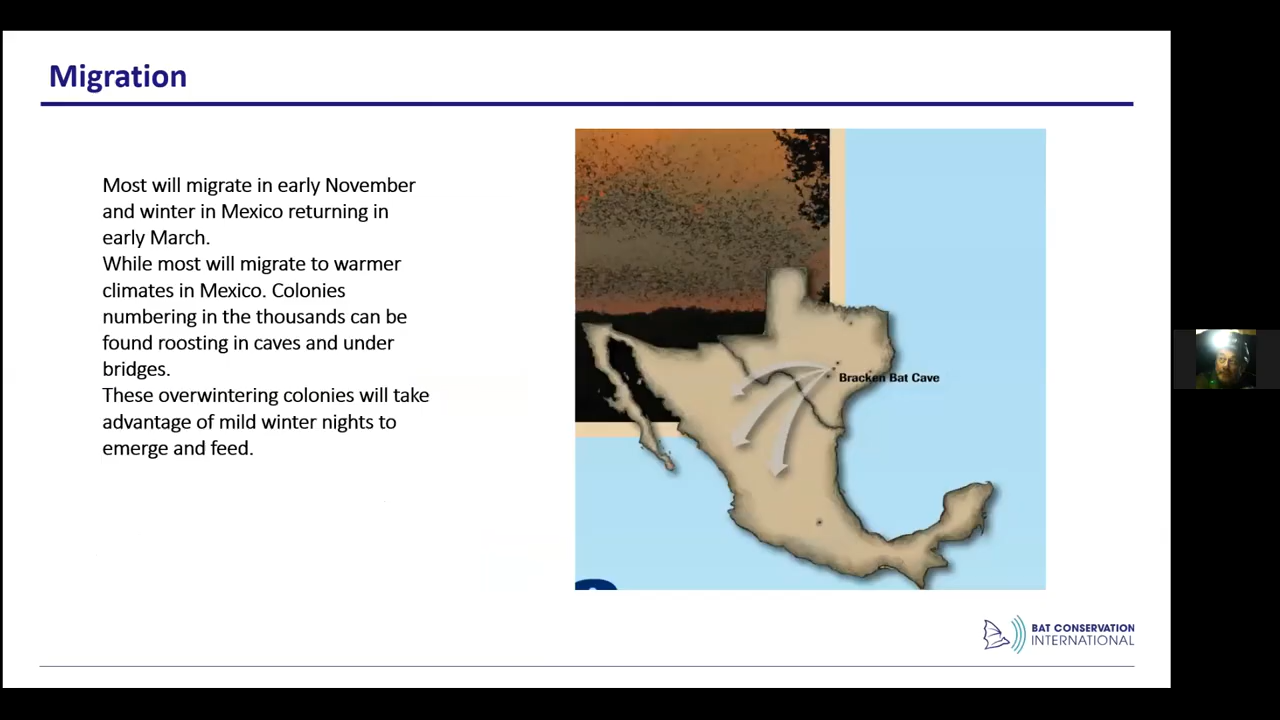 Migration
Most will migrate in early November
and winter in Mexico returning in
early March.
While most will migrate to warmer
climates in Mexico. Colonies
numbering in the thousands can be
found roosting in caves and under
bridges.
These overwintering colonies will take
advantage of mild winter nights to
emerge and feed.
Bracken Bat Cave
BAT CONSERVATION
INTERNATIONAL